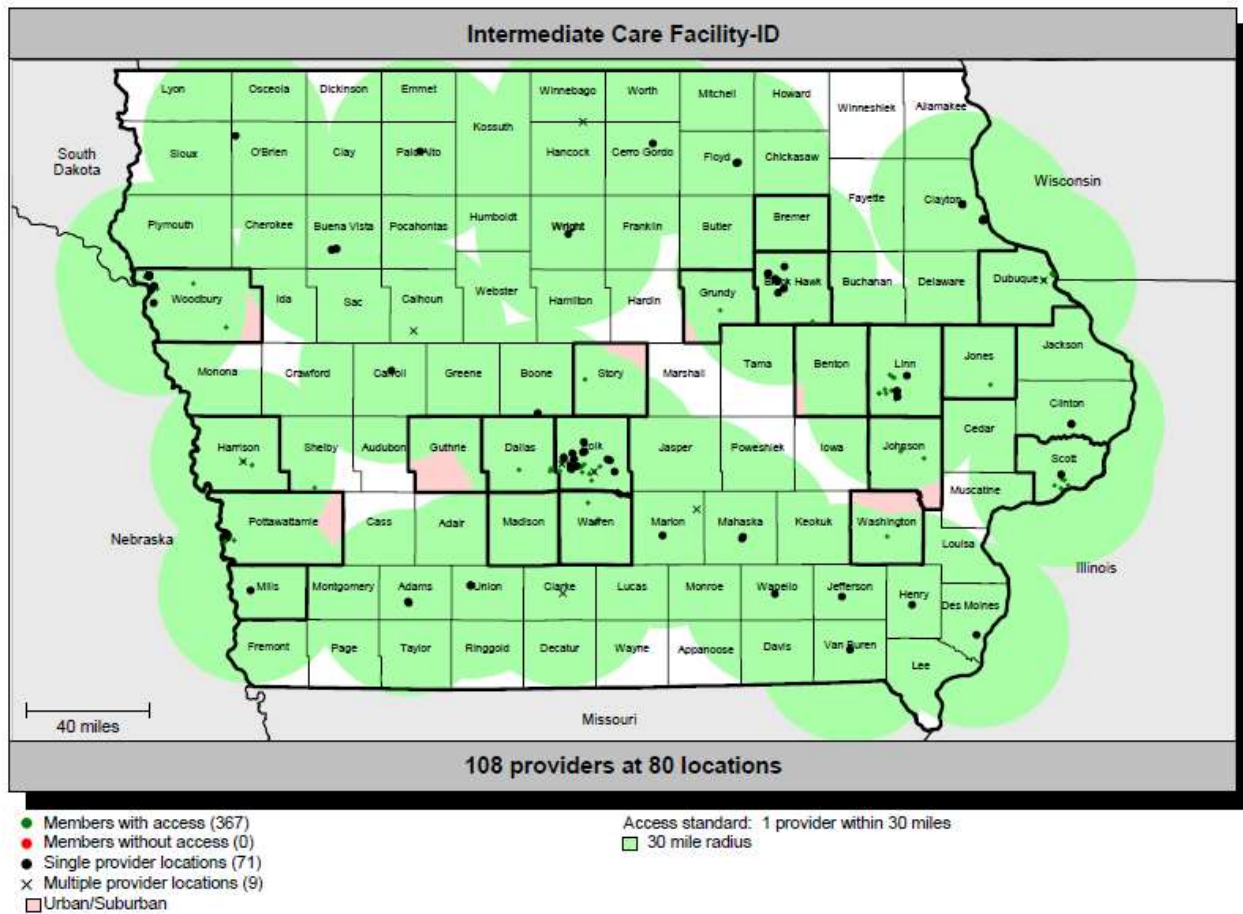 Intermediate Care Facility-ID
Lyon Osceola Dickinson Emmet Winnebago Worth Mitchell Howard Winneshiek Allamakee
Kossuth
South Dakota
Sioux O'Brien Clay Palo Alto Hancock Cerro Gordo Floyd Chickasaw
Wisconsin
Fayette Clayton
Plymouth Cherokee Buena Vista Pocahontas Humboldt Wright Franklin Butler Bremer
Woodbury Ida Sac Calhoun Webster Hamilton Hardin Grundy Black Hawk Buchanan Delaware Dubuque
Jackson
Monona Crawford Carroll Greene Boone Story Marshall Tama Benton Linn Jones
Clinton
Harrison Shelby Audubon Guthrie Dallas Polk Jasper Poweshiek Iowa Johnson Cedar
Scott
Muscatine
Nebraska
Pottawattamie Cass Adair Madison Warren Marion Mahaska Keokuk Washington
Louisa
Illinois
Mills Montgomery Adams Union Clarke Lucas Monroe Wapello Jefferson Henry Des Moines
Fremont Page Taylor Ringgold Decatur Wayne Appanoose Davis Van Buren Lee
40 miles
Missouri
108 providers at 80 locations
Members with access (367)
Members without access (0)
Single provider locations (71)
Multiple provider locations (9)
Urban/Suburban
Access standard: 1 provider within 30 miles
30 mile radius